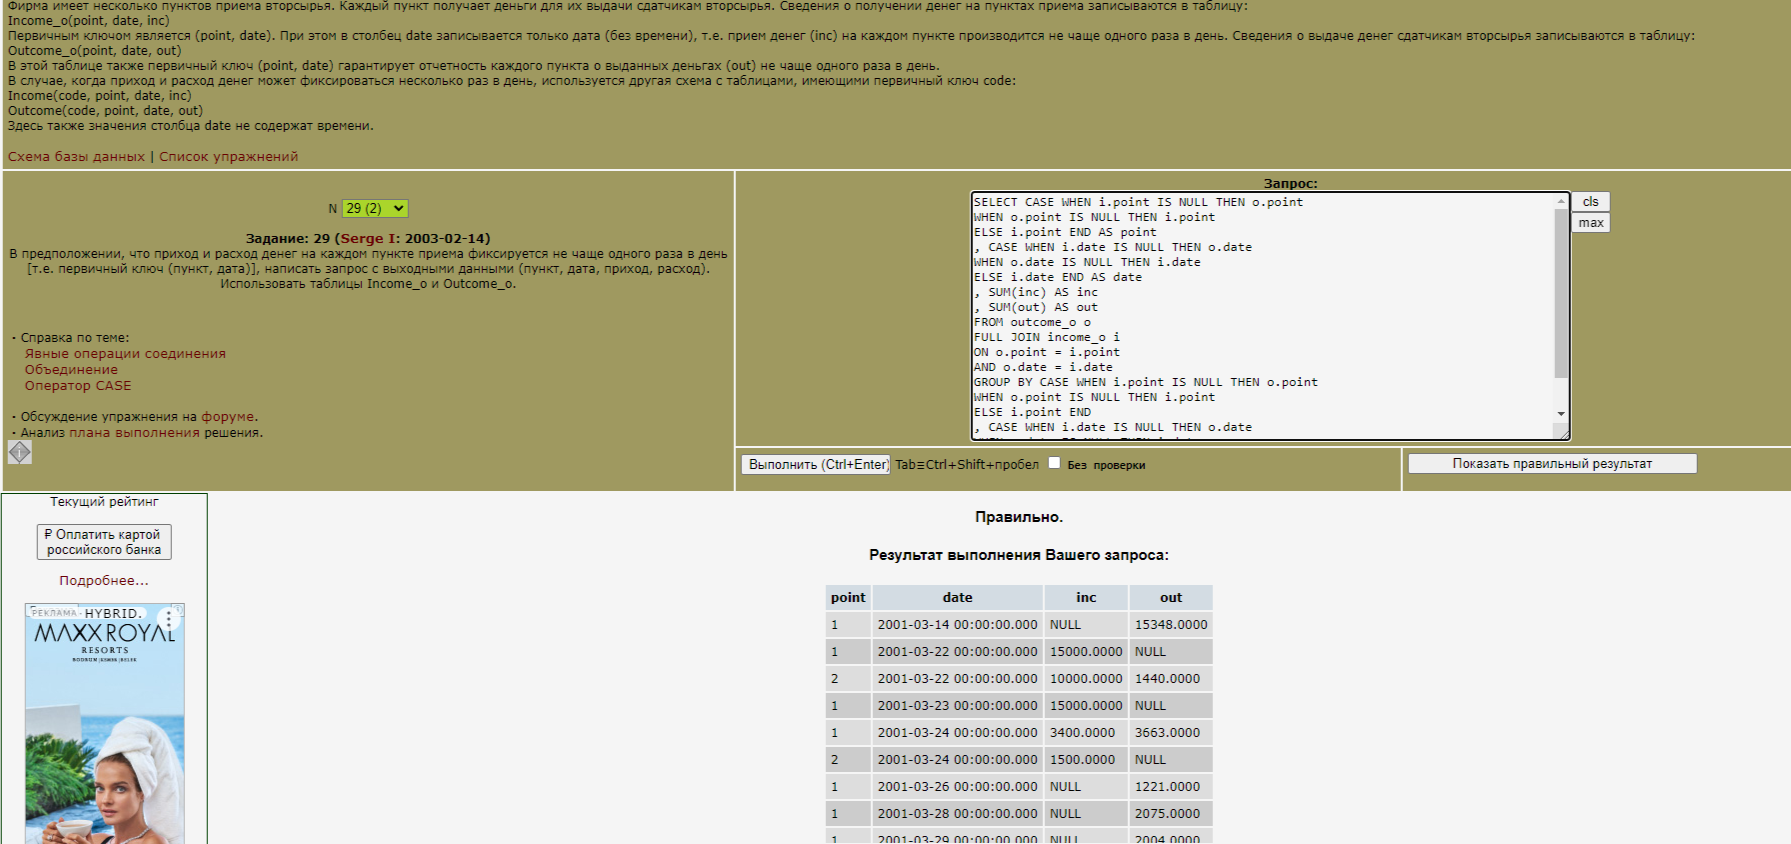 Фирма имеет несколько пунктов приема вторсырья. Каждый пункт получает деньги для их выдачи сдатчикам вторсырья. Сведения о получении денег на пунктах приема записываются в таблицу:
Income_o(point, date, inc)
Первичным ключом является (point, date). При этом в столбец date записывается только дата (без времени), т.е. прием денег (inc) на каждом пункте производится не чаще одного раза в день. Сведения о выдаче денег сдатчикам вторсырья записываются в таблицу:
Outcome_o(point, date, out)
В этой таблице также первичный ключ (point, date) гарантирует отчетность каждого пункта о выданных деньгах (out) не чаще одного раза в день.
В случае, когда приход и расход денег может фиксироваться несколько раз в день, используется другая схема с таблицами, имеющими первичный ключ code:
Income(code, point, date, inc)
Outcome(code, point, date, out)
Здесь также значения столбца date не содержат времени.
Схема базы данных | Список упражнений
N 29 (2)
Задание: 29 (Serge I: 2003-02-14)
В предположении, что приход и расход денег на каждом пункте приема фиксируется не чаще одного раза в день
[т.е. первичный ключ (пункт, дата)], написать запрос с выходными данными (пункт, дата, приход, расход).
Использовать таблицы Income_o и Outcome_o.
· Справка по теме:
Явные операции соединения
Объединение
Оператор CASE
· Обсуждение упражнения на форуме.
· Анализ плана выполнения решения.
Запрос:
SELECT CASE WHEN i.point IS NULL THEN o.point
WHEN o.point IS NULL THEN i.point
ELSE i.point END AS point
, CASE WHEN i.date IS NULL THEN o.date
WHEN o.date IS NULL THEN i.date
ELSE i.date END AS date
, SUM(inc) AS inc
, SUM(out) AS out
FROM outcome_o o
FULL JOIN income_o i
ON o.point = i.point
AND o.date = i.date
GROUP BY CASE WHEN i.point IS NULL THEN o.point
WHEN o.point IS NULL THEN i.point
ELSE i.point END
, CASE WHEN i.date IS NULL THEN o.date
cls
max
Выполнить (Ctrl+Enter) Tab≡Ctrl+Shift+пробел Без проверки
Показать правильный результат
Текущий рейтинг
₽ Оплатить картой
российского банка
Подробнее...
РЕКЛАМА · HYBRID.
MAXX ROYAL
RESORTS
BODRUM | KEMER | BELEK
Правильно.
Результат выполнения Вашего запроса:
point date inc out
1 2001-03-14 00:00:00.000 NULL 15348.0000
1 2001-03-22 00:00:00.000 15000.0000 NULL
2 2001-03-22 00:00:00.000 10000.0000 1440.0000
1 2001-03-23 00:00:00.000 15000.0000 NULL
1 2001-03-24 00:00:00.000 3400.0000 3663.0000
2 2001-03-24 00:00:00.000 1500.0000 NULL
1 2001-03-26 00:00:00.000 NULL 1221.0000
1 2001-03-28 00:00:00.000 NULL 2075.0000
1 2001-03-29 00:00:00.000 NULL 2004.0000